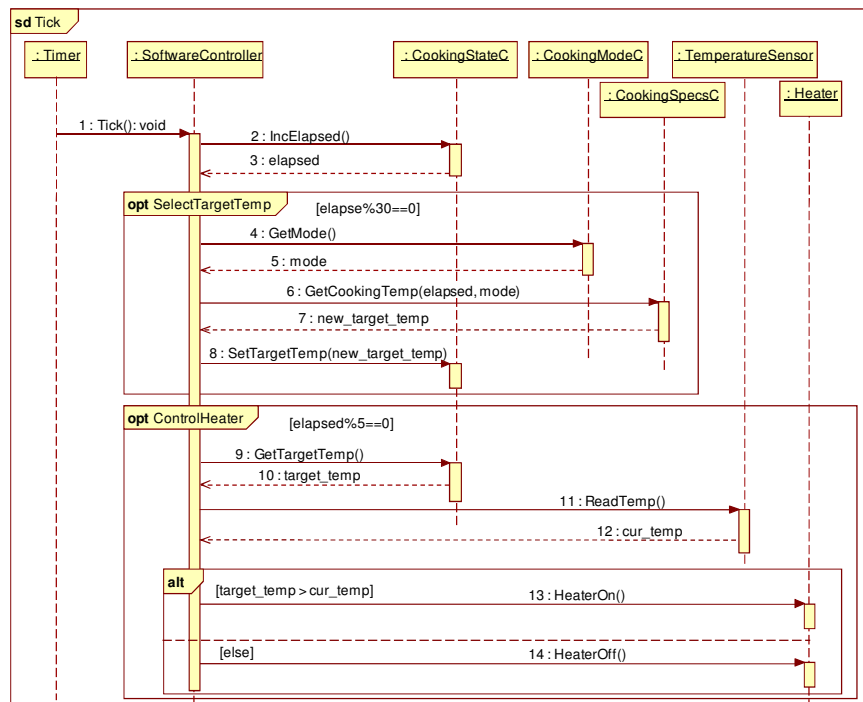 sd Tick
: Timer
: SoftwareController
: CookingStateC
: CookingModeC
: TemperatureSensor
: CookingSpecsC
: Heater
1 : Tick(): void
2 : IncElapsed()
3 : elapsed
opt SelectTargetTemp
[elapse%30==0]
4 : GetMode()
5 : mode
6 : GetCookingTemp(elapsed, mode)
7 : new_target_temp
8 : SetTargetTemp(new_target_temp)
opt ControlHeater
[elapsed%5==0]
9 : GetTargetTemp()
10 : target_temp
11 : ReadTemp()
12 : cur_temp
alt
[target_temp > cur_temp]
13 : HeaterOn()
[else]
14 : HeaterOff()